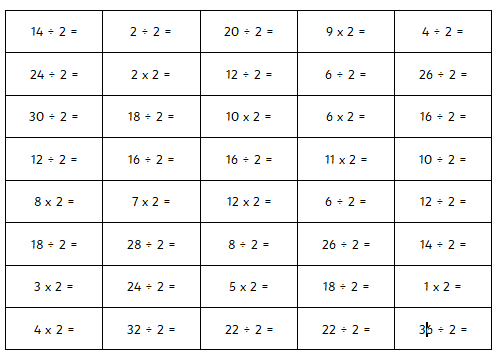 14 ÷ 2 = 2 ÷ 2 = 20 ÷ 2 = 9 x 2 = 4 ÷ 2 =
24 ÷ 2 = 2 x 2 = 12 ÷ 2 = 6 ÷ 2 = 26 ÷ 2 =
30 ÷ 2 = 18 ÷ 2 = 10 x 2 = 6 x 2 = 16 ÷ 2 =
12 ÷ 2 = 16 ÷ 2 = 16 ÷ 2 = 11 x 2 = 10 ÷ 2 =
8 x 2 = 7 x 2 = 12 x 2 = 6 ÷ 2 = 12 ÷ 2 =
18 ÷ 2 = 28 ÷ 2 = 8 ÷ 2 = 26 ÷ 2 = 14 ÷ 2 =
3 x 2 = 24 ÷ 2 = 5 x 2 = 18 ÷ 2 = 1 x 2 =
4 x 2 = 32 ÷ 2 = 22 ÷ 2 = 22 ÷ 2 = 36 ÷ 2 =